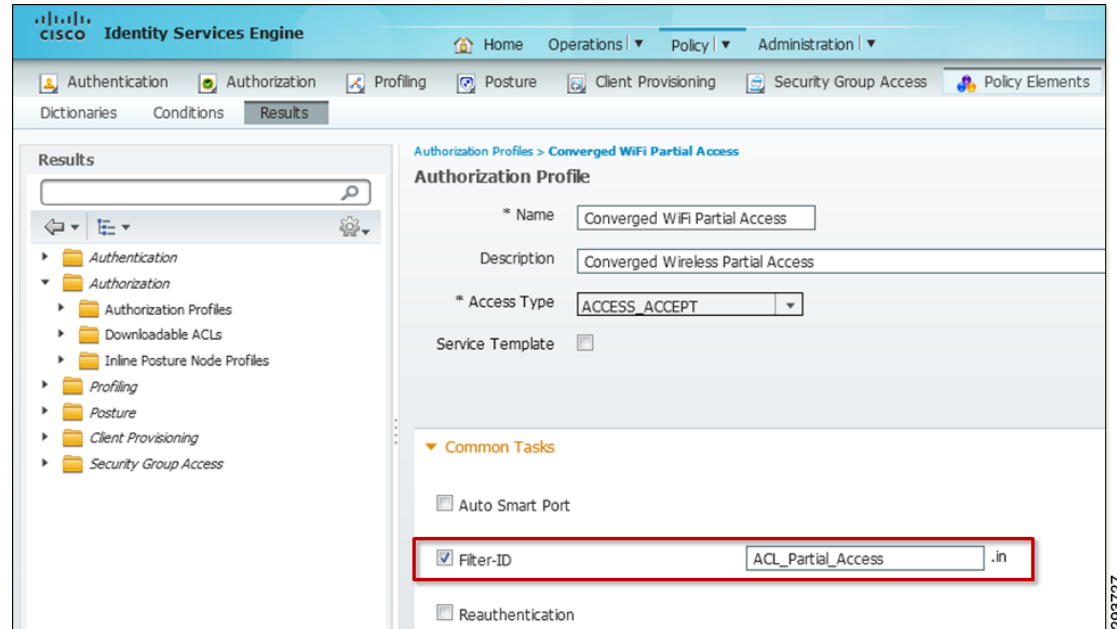 cisco Identity Services Engine
Home Operations Policy Administration
Authentication Authorization Profiling Posture Client Provisioning Security Group Access Policy Elements
Dictionaries Conditions Results
Results
Authentication
Authorization
Authorization Profiles
Downloadable ACLs
Inline Posture Node Profiles
Profiling
Posture
Client Provisioning
Security Group Access
Authorization Profiles > Converged WiFi Partial Access
Authorization Profile
* Name Converged WiFi Partial Access
Description Converged Wireless Partial Access
* Access Type ACCESS_ACCEPT
Service Template
Common Tasks
Auto Smart Port
Filter-ID ACL_Partial_Access .in
Reauthentication
293727